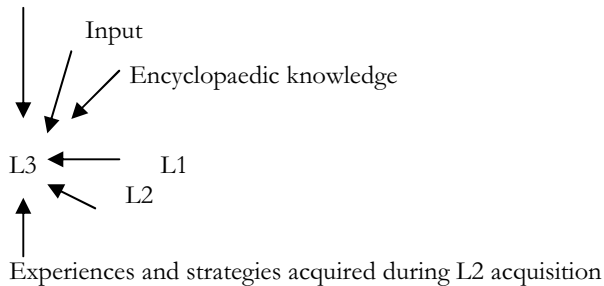 Input
Encyclopaedic knowledge
L3 L1
L2
Experiences and strategies acquired during L2 acquisition